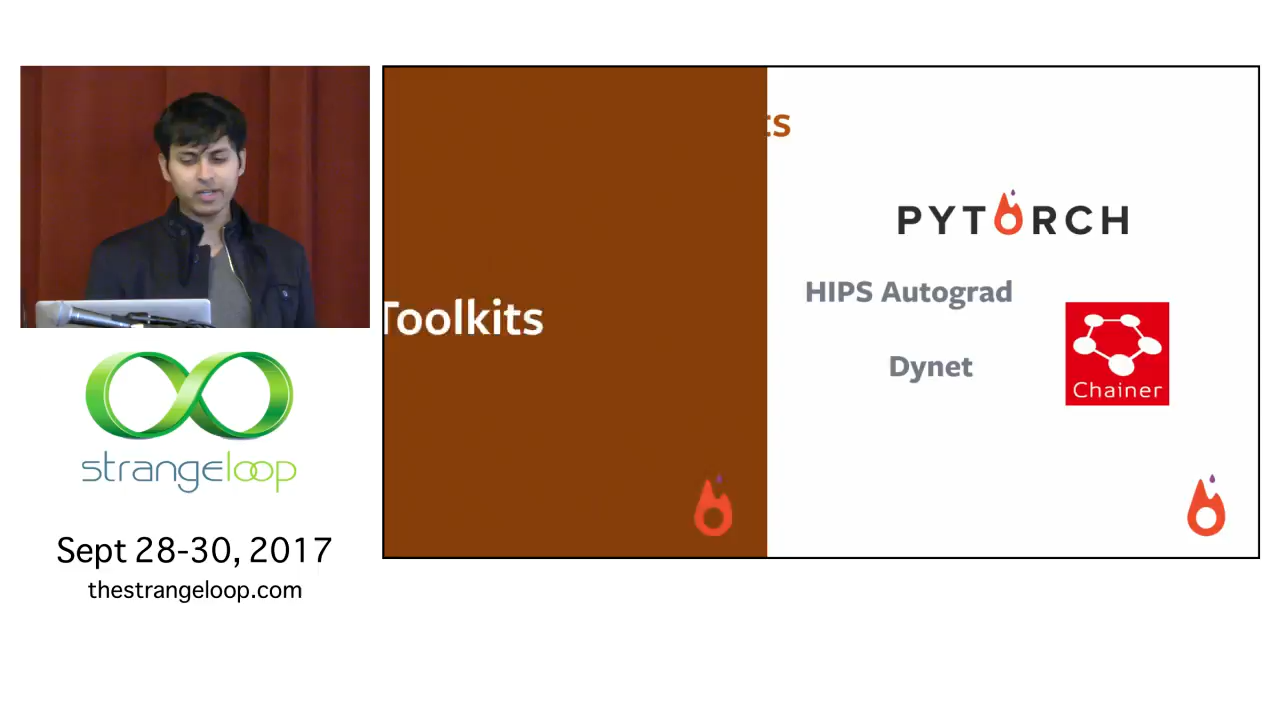 ts
PYTORCH
HIPS Autograd
Toolkits
Dynet
Chainer
strangeloop
Sept 28-30, 2017
thestrangeloop.com